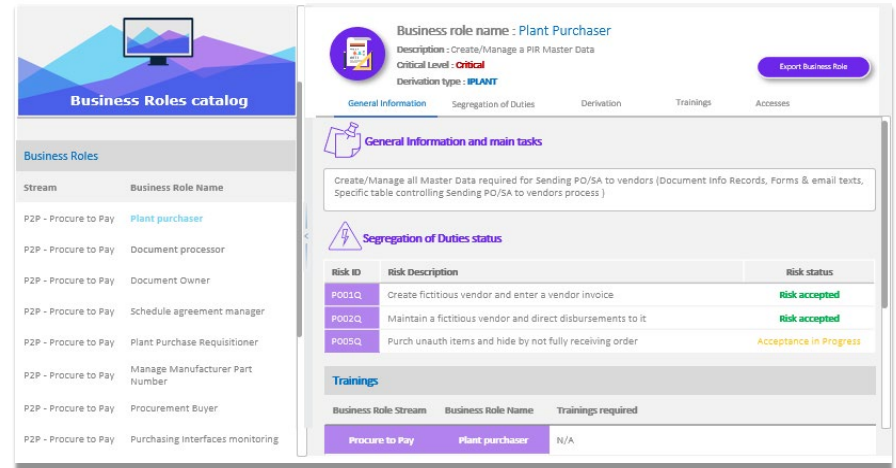 Business Roles catalog
Business Roles
Stream Business Role Name
P2P - Procure to Pay Plant purchaser
P2P - Procure to Pay Document processor
P2P - Procure to Pay Document Owner
P2P - Procure to Pay Schedule agreement manager
P2P - Procure to Pay Plant Purchase Requisitioner
P2P - Procure to Pay Manage Manufacturer Part
Number
P2P - Procure to Pay Procurement Buyer
P2P - Procure to Pay Purchasing Interfaces monitoring
Business role name : Plant Purchaser
Description : Create/Manage a PIR Master Data
Critical Level : Critical
Derivation type : IPLANT
Export Business Role
General Information Segregation of Duties Derivation Trainings Accesses
General Information and main tasks
Create/Manage all Master Data required for Sending PO/SA to vendors (Document Info Records, Forms & email texts,
Specific table controlling Sending PO/SA to vendors process )
Segregation of Duties status
Risk ID Risk Description Risk status
P001Q Create fictitious vendor and enter a vendor invoice Risk accepted
P002Q Maintain a fictitious vendor and direct disbursements to it Risk accepted
P005Q Purch unauth items and hide by not fully receiving order Acceptance in Progress
Trainings
Business Role Stream Business Role Name Trainings required
Procure to Pay Plant purchaser N/A